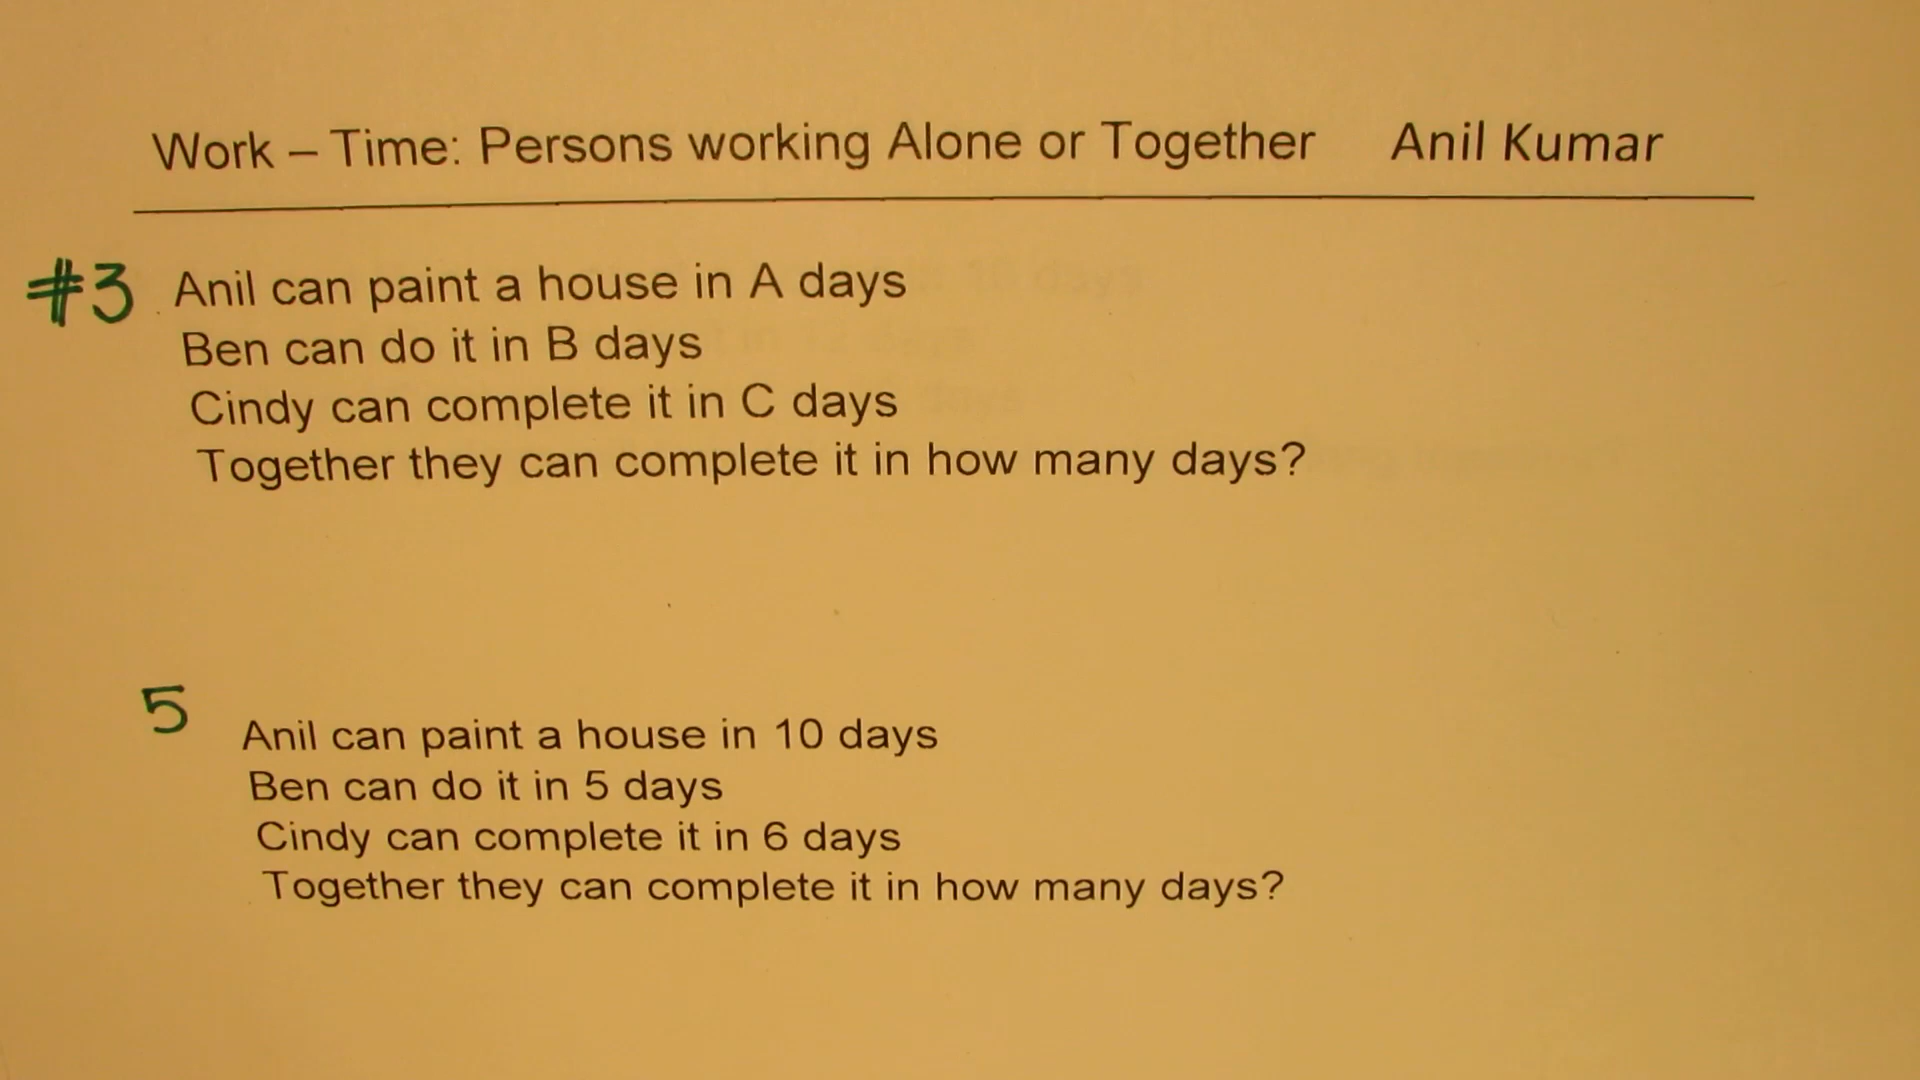 Work – Time: Persons working Alone or Together Anil Kumar
#3 Anil can paint a house in A days
Ben can do it in B days
Cindy can complete it in C days
Together they can complete it in how many days?
5 Anil can paint a house in 10 days
Ben can do it in 5 days
Cindy can complete it in 6 days
Together they can complete it in how many days?